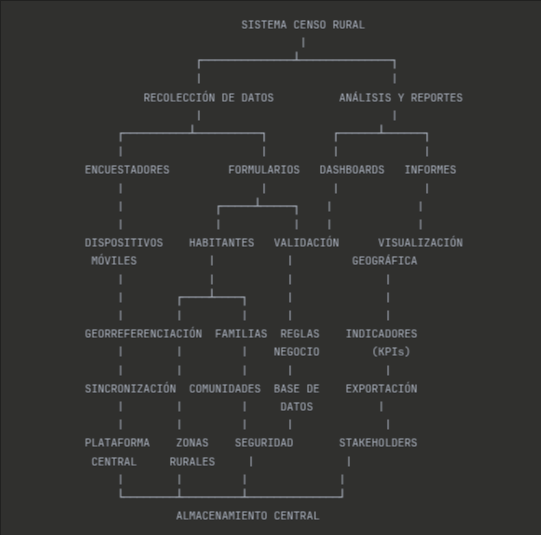 SISTEMA CENSO RURAL
RECOLECCIÓN DE DATOS ANÁLISIS Y REPORTES
ENCUESTADORES FORMULARIOS DASHBOARDS INFORMES
DISPOSITIVOS HABITANTES VALIDACIÓN VISUALIZACIÓN
MÓVILES GEOGRÁFICA
GEORREFERENCIACIÓN FAMILIAS REGLAS INDICADORES
NEGOCIO (KPIs)
SINCRONIZACIÓN COMUNIDADES BASE DE EXPORTACIÓN
DATOS
PLATAFORMA ZONAS SEGURIDAD STAKEHOLDERS
CENTRAL RURALES
ALMACENAMIENTO CENTRAL